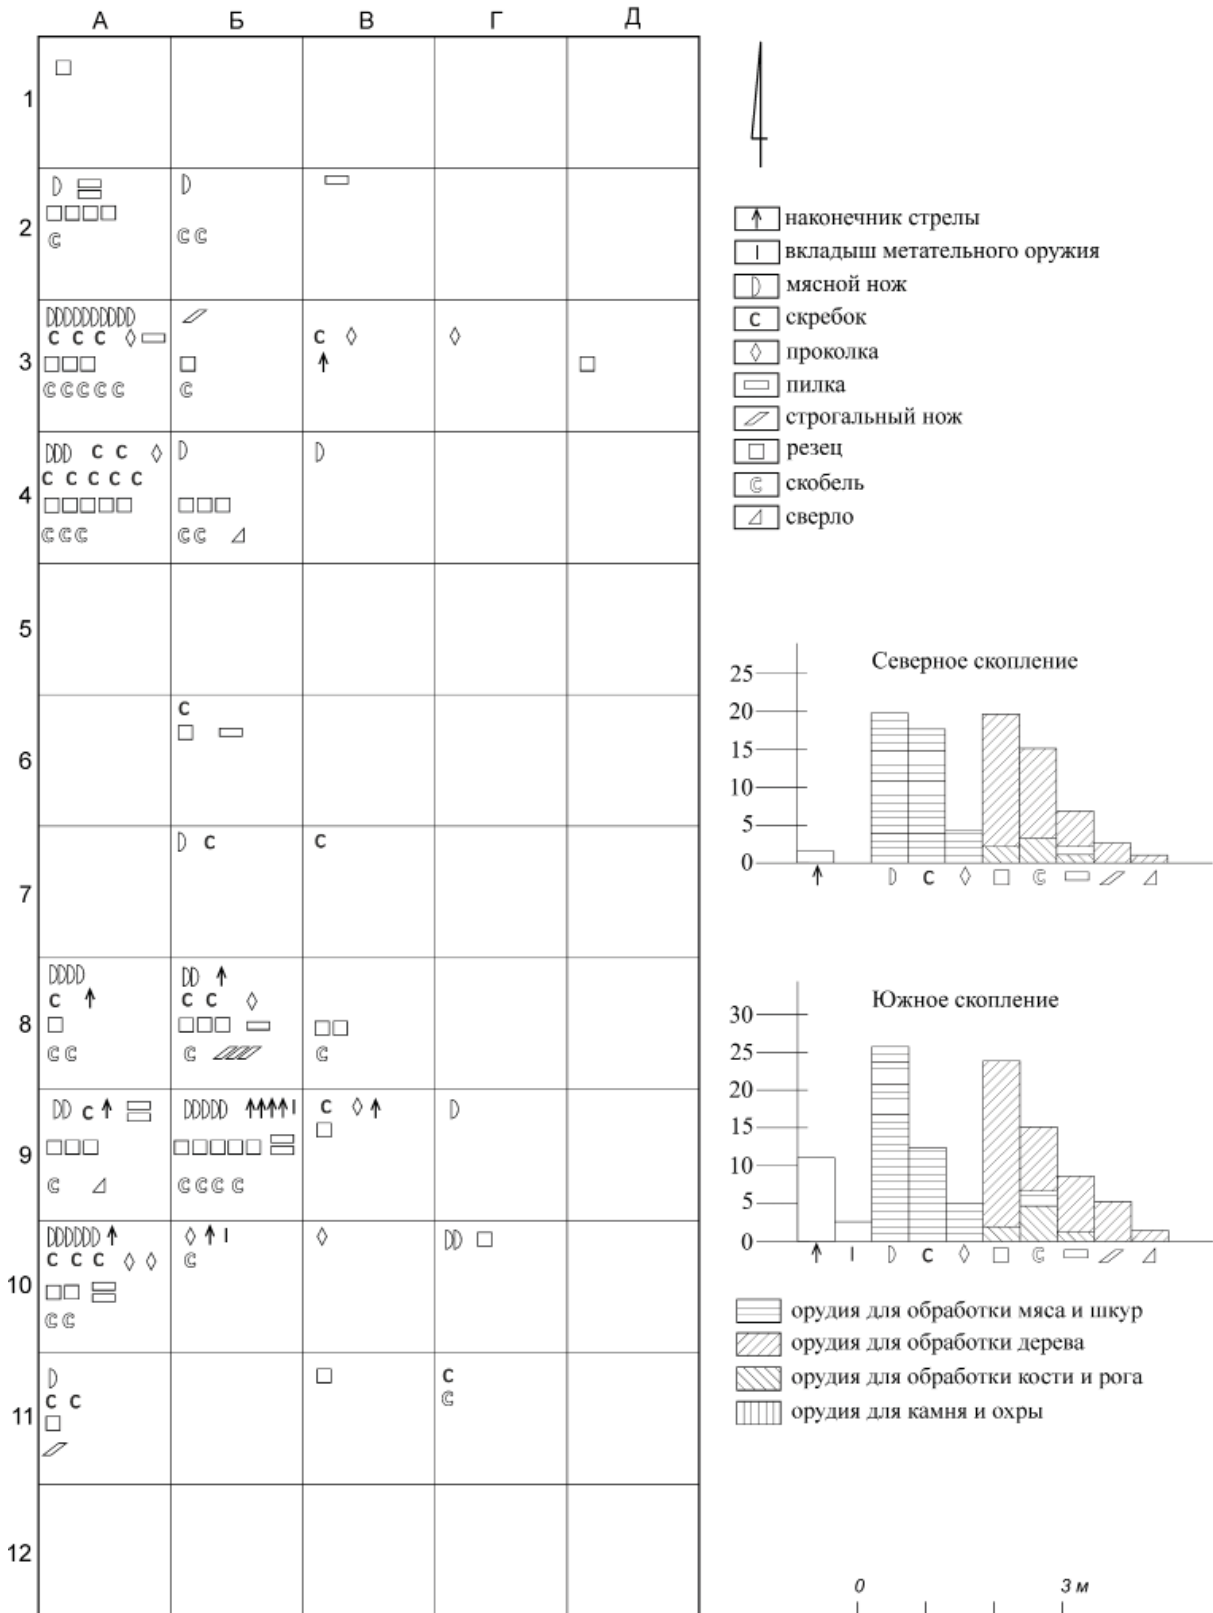 А Б В Г Д
1
2
3
4
5
6
7
8
9
10
11
12
наконечник стрелы
вкладыш метательного оружия
мясной нож
скребок
проколка
пилка
строгальный нож
резец
скобель
сверло
Северное скопление
25
20
15
10
5
0
Южное скопление
30
25
20
15
10
5
0
орудия для обработки мяса и шкур
орудия для обработки дерева
орудия для обработки кости и рога
орудия для камня и охры
0 3 м